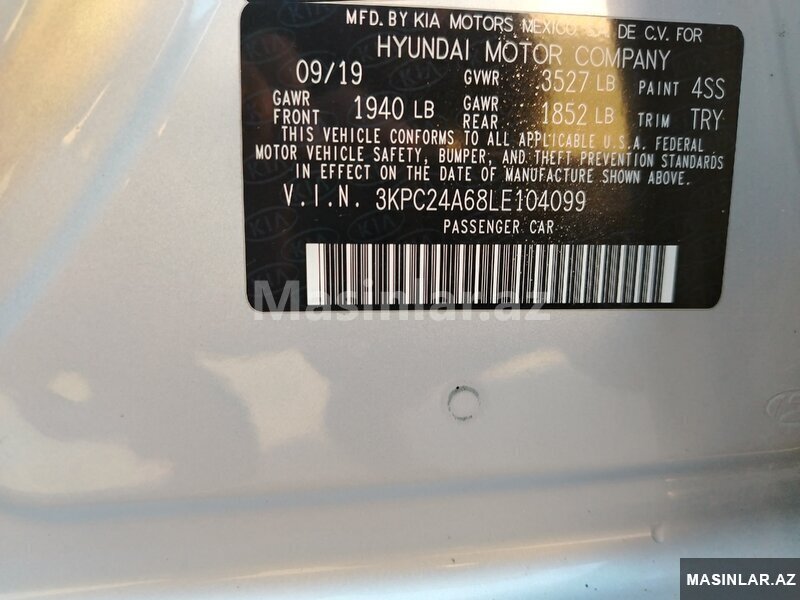 MFD. BY KIA MOTORS MEXICO, S.A. DE C.V. FOR
HYUNDAI MOTOR COMPANY
09/19 GVWR 3527 LB PAINT 4SS
GAWR FRONT 1940 LB GAWR REAR 1852 LB TRIM TRY
THIS VEHICLE CONFORMS TO ALL APPLICABLE U.S.A. FEDERAL
MOTOR VEHICLE SAFETY, BUMPER, AND THEFT PREVENTION STANDARDS
IN EFFECT ON THE DATE OF MANUFACTURE SHOWN ABOVE.
V.I.N. 3KPC24A68LE104099
PASSENGER CAR
Masinlar.az
MASINLAR.AZ